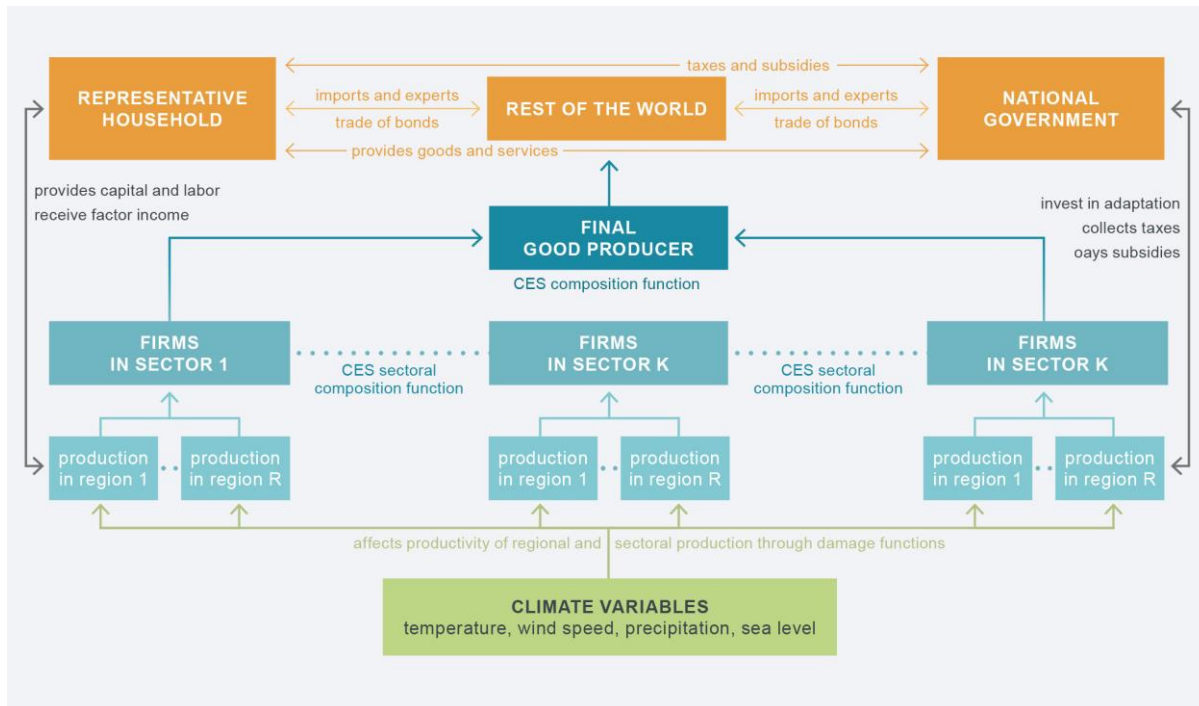 taxes and subsidies
REPRESENTATIVE
HOUSEHOLD
imports and experts
trade of bonds
REST OF THE WORLD
imports and experts
trade of bonds
NATIONAL
GOVERNMENT
provides goods and services
provides capital and labor
receive factor income
invest in adaptation
collects taxes
oays subsidies
FINAL
GOOD PRODUCER
CES composition function
FIRMS
IN SECTOR 1
CES sectoral
composition function
FIRMS
IN SECTOR K
CES sectoral
composition function
FIRMS
IN SECTOR K
production
in region 1
production
in region R
production
in region 1
production
in region R
production
in region 1
production
in region R
affects productivity of regional and sectoral production through damage functions
CLIMATE VARIABLES
temperature, wind speed, precipitation, sea level